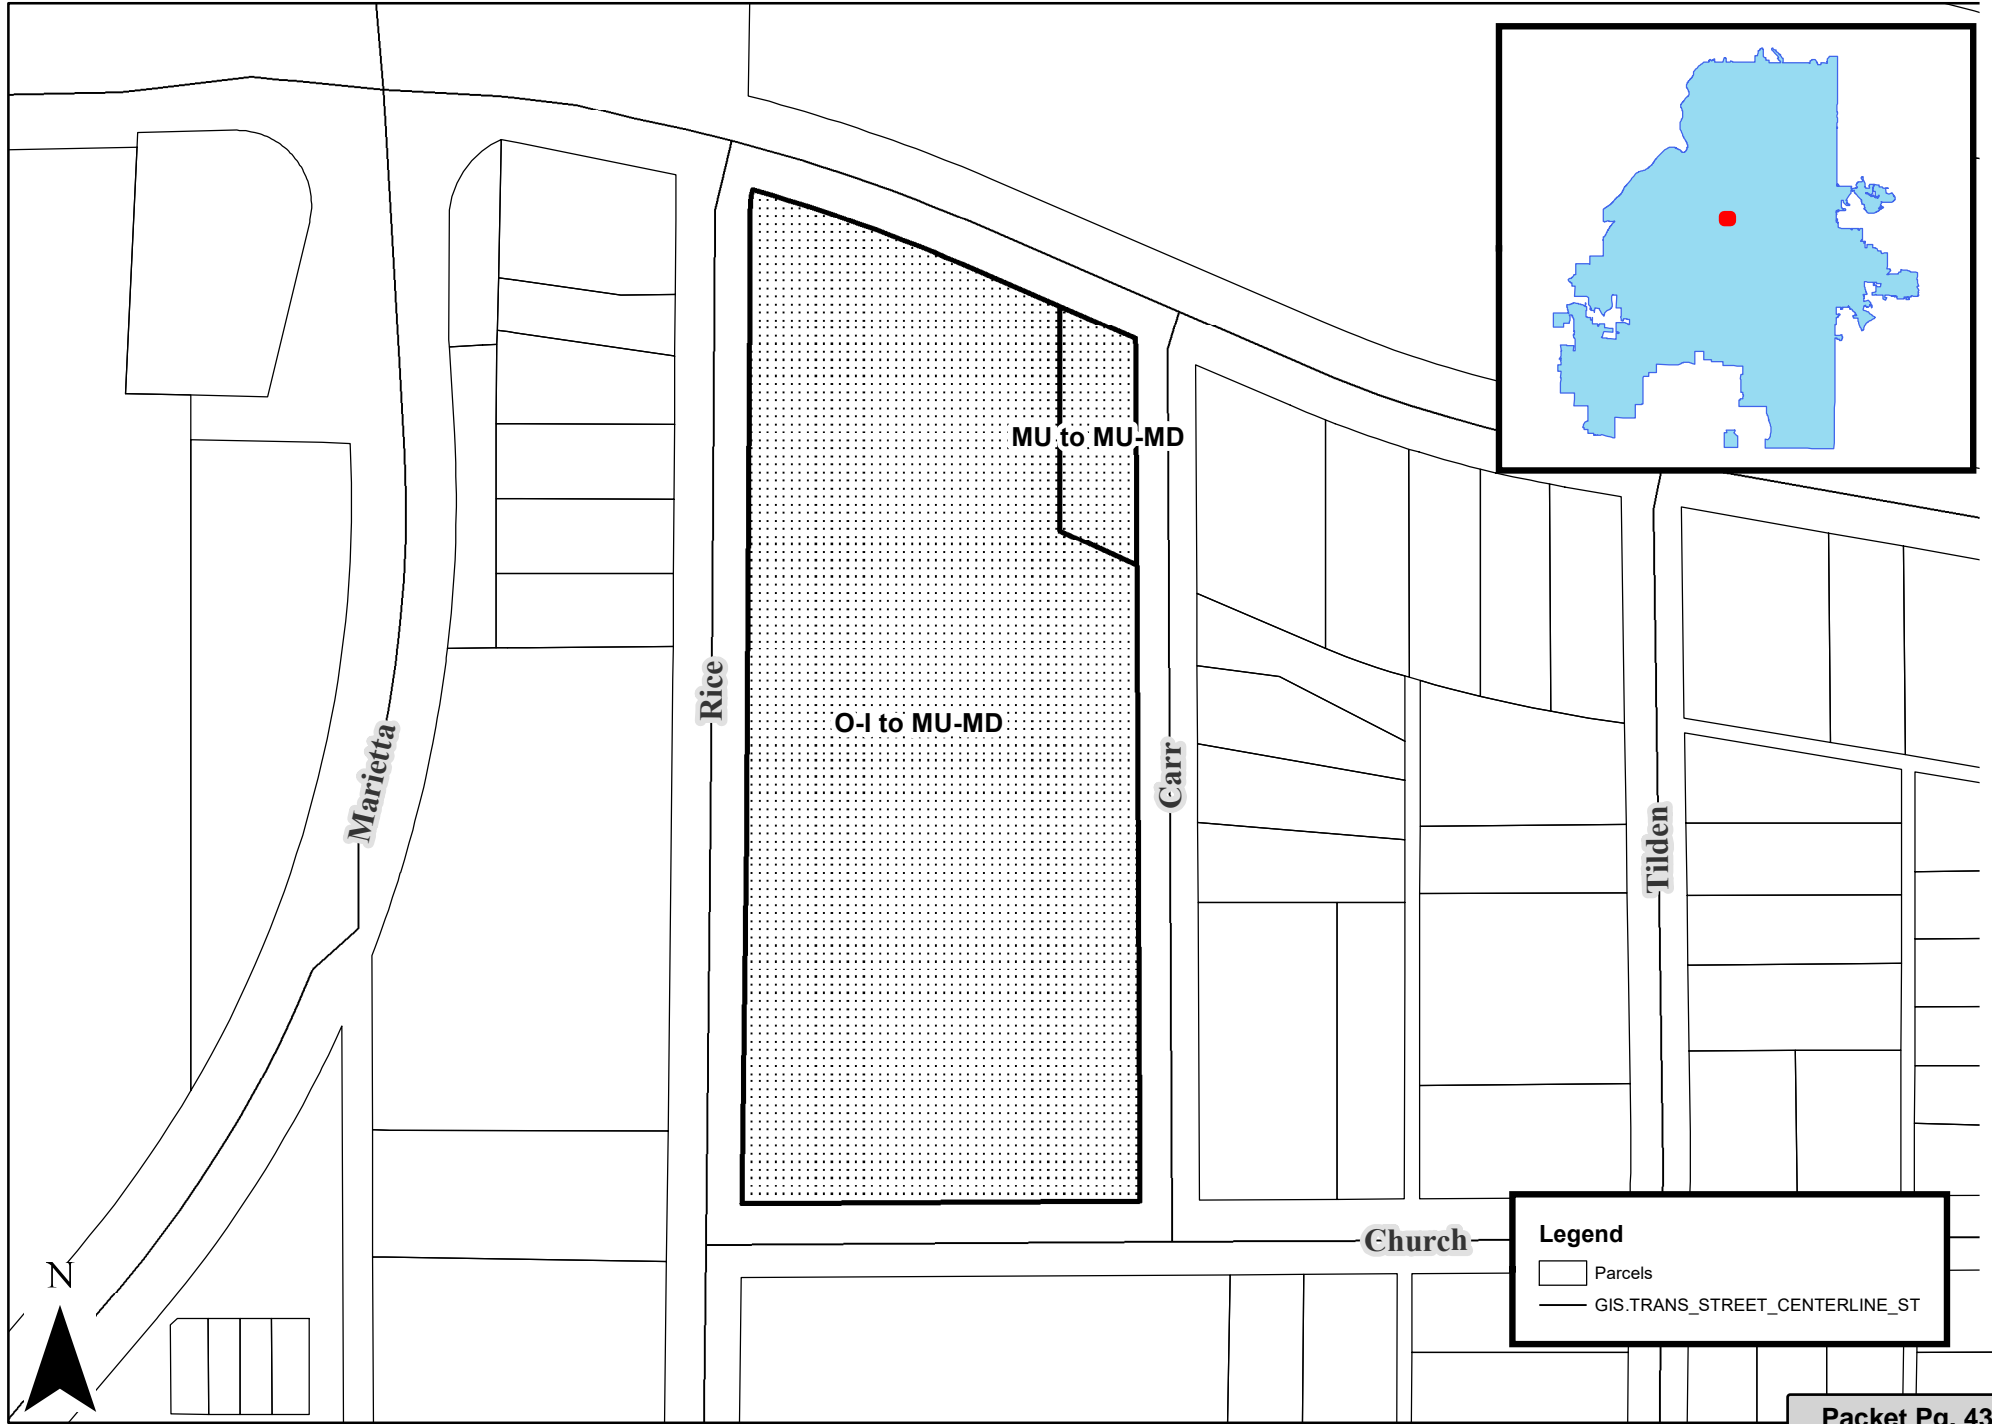 MU to MU-MD
O-I to MU-MD
Rice
Marietta
Carr
Tilden
Church
N
Legend
Parcels
GIS.TRANS_STREET_CENTERLINE_ST
Packet Pg. 43